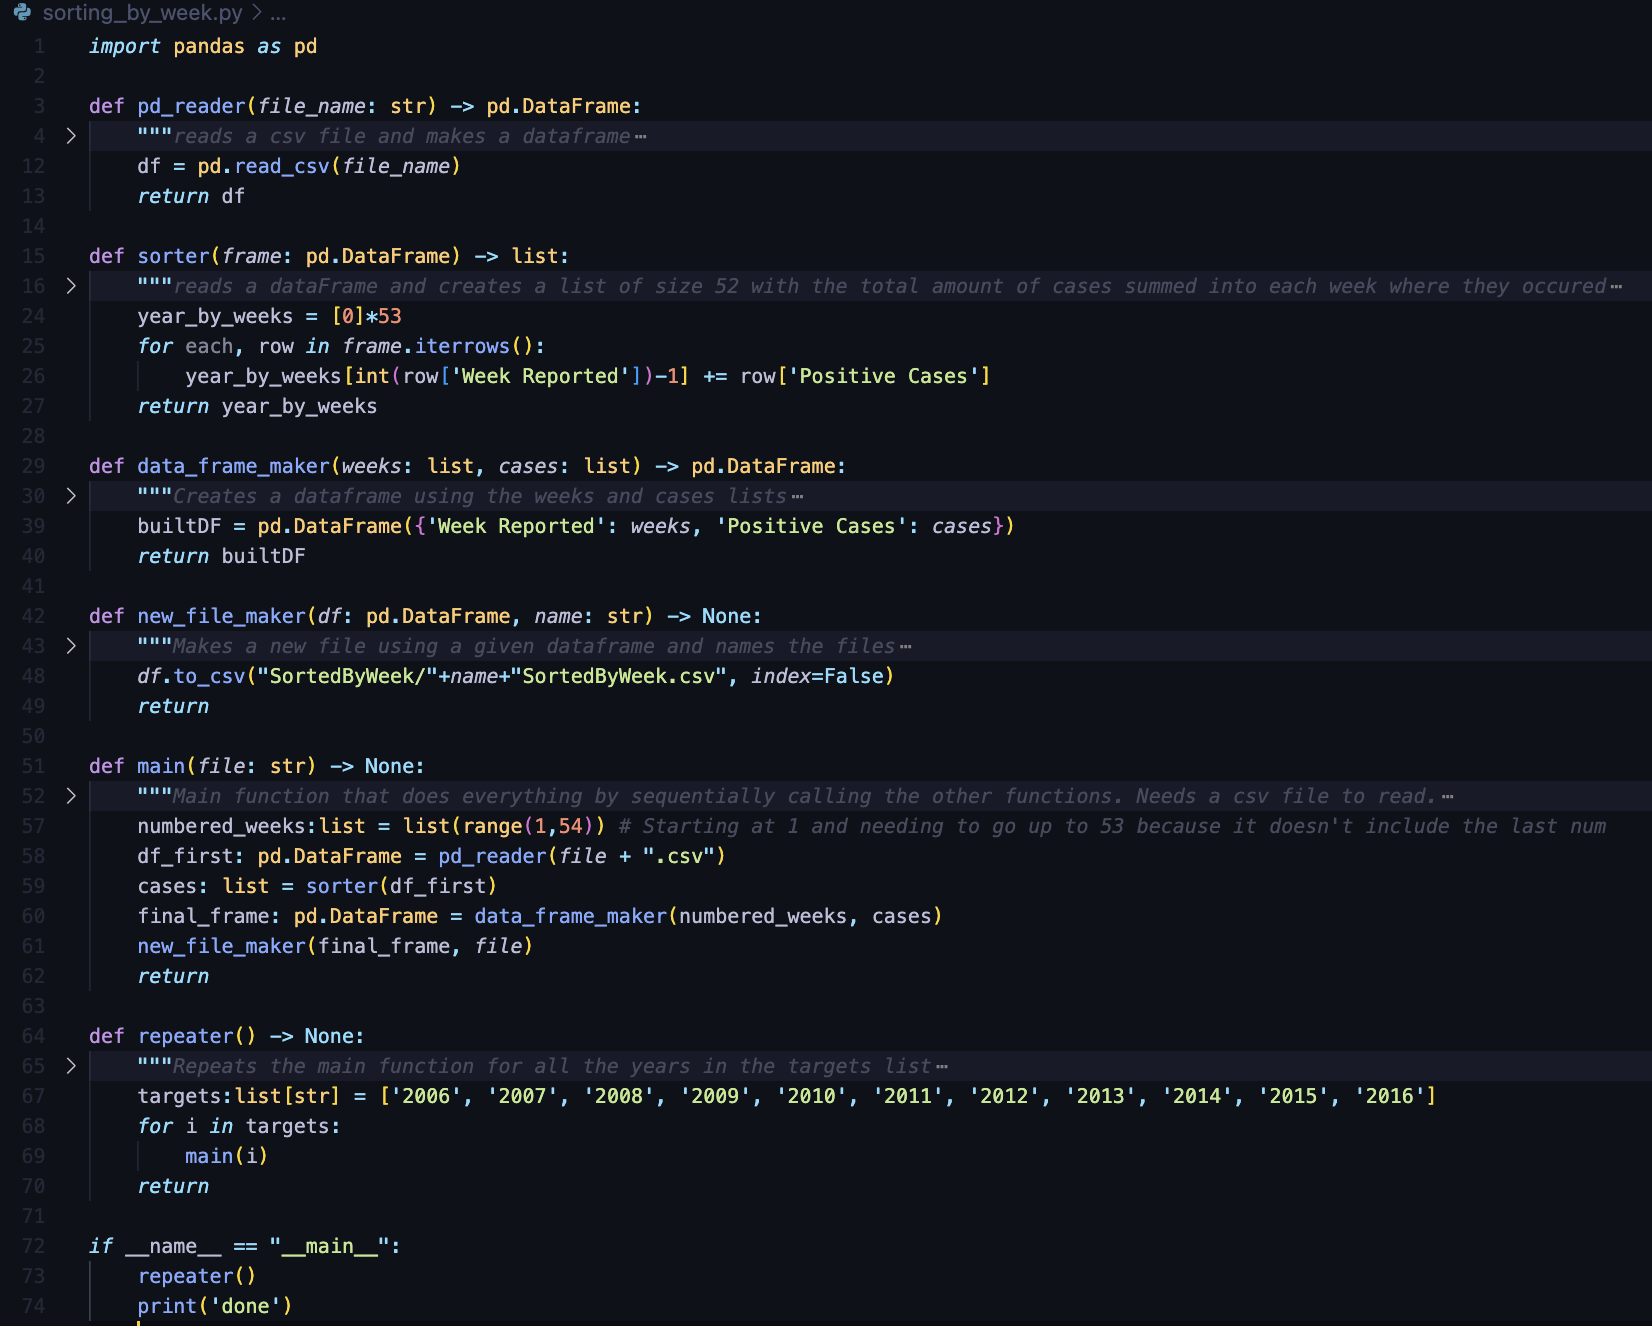 sorting_by_week.py > ...
1 import pandas as pd
2
3 def pd_reader(file_name: str) -> pd.DataFrame:
4 > """reads a csv file and makes a dataframe…
12 df = pd.read_csv(file_name)
13 return df
14
15 def sorter(frame: pd.DataFrame) -> list:
16 > """reads a dataFrame and creates a list of size 52 with the total amount of cases summed into each week where they occured…
24 year_by_weeks = [0]*53
25 for each, row in frame.iterrows():
26 year_by_weeks[int(row['Week Reported'])-1] += row['Positive Cases']
27 return year_by_weeks
28
29 def data_frame_maker(weeks: list, cases: list) -> pd.DataFrame:
30 > """Creates a dataframe using the weeks and cases lists…
39 builtDF = pd.DataFrame({'Week Reported': weeks, 'Positive Cases': cases})
40 return builtDF
41
42 def new_file_maker(df: pd.DataFrame, name: str) -> None:
43 > """Makes a new file using a given dataframe and names the files…
48 df.to_csv("SortedByWeek/"+name+"SortedByWeek.csv", index=False)
49 return
50
51 def main(file: str) -> None:
52 > """Main function that does everything by sequentially calling the other functions. Needs a csv file to read.…
57 numbered_weeks:list = list(range(1,54)) # Starting at 1 and needing to go up to 53 because it doesn't include the last num
58 df_first: pd.DataFrame = pd_reader(file + ".csv")
59 cases: list = sorter(df_first)
60 final_frame: pd.DataFrame = data_frame_maker(numbered_weeks, cases)
61 new_file_maker(final_frame, file)
62 return
63
64 def repeater() -> None:
65 > """Repeats the main function for all the years in the targets list…
67 targets:list[str] = ['2006', '2007', '2008', '2009', '2010', '2011', '2012', '2013', '2014', '2015', '2016']
68 for i in targets:
69 main(i)
70 return
71
72 if __name__ == "__main__":
73 repeater()
74 print('done')